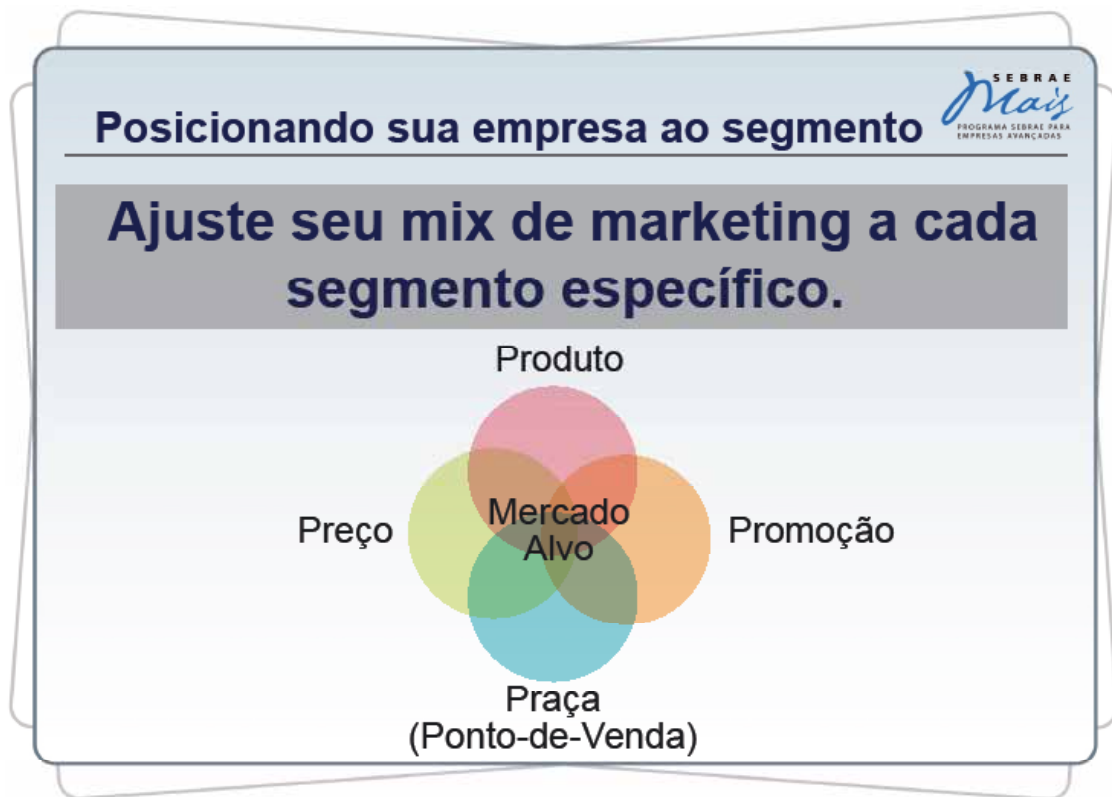 SEBRAE
Mais
PROGRAMA SEBRAE PARA
EMPRESAS AVANÇADAS
Posicionando sua empresa ao segmento
Ajuste seu mix de marketing a cada
segmento específico.
Produto
Preço
Mercado
Alvo
Promoção
Praça
(Ponto-de-Venda)